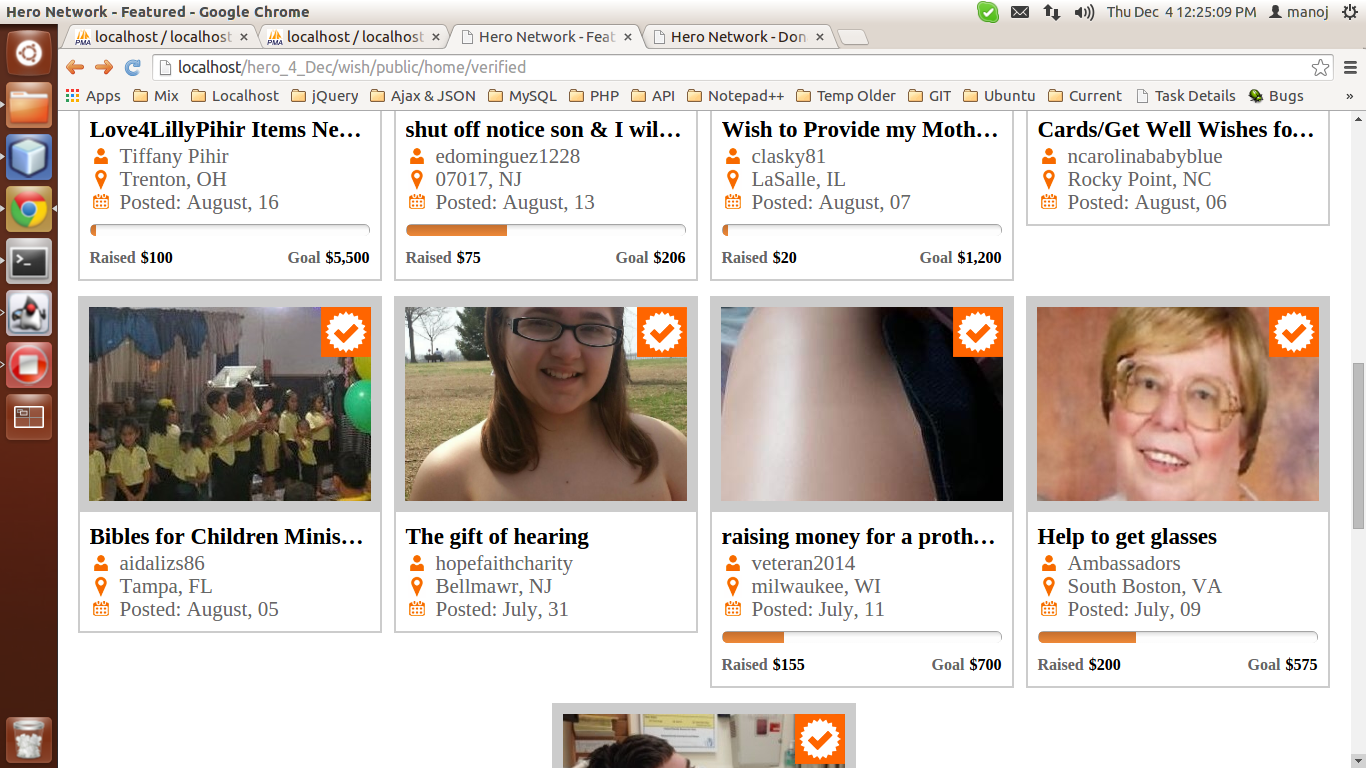 Hero Network - Featured - Google Chrome
Thu Dec 4 12:25:09 PM manoj
localhost / localhost
localhost / localhost
Hero Network - Feat
Hero Network - Don
localhost/hero_4_Dec/wish/public/home/verified
Apps Mix Localhost jQuery Ajax & JSON MySQL PHP API Notepad++ Temp Older GIT Ubuntu Current Task Details Bugs »
Love4LillyPihir Items Ne...
Tiffany Pihir
Trenton, OH
Posted: August, 16
Raised $100 Goal $5,500
shut off notice son & I wil...
edominguez1228
07017, NJ
Posted: August, 13
Raised $75 Goal $206
Wish to Provide my Moth...
clasky81
LaSalle, IL
Posted: August, 07
Raised $20 Goal $1,200
Cards/Get Well Wishes fo...
ncarolinababyblue
Rocky Point, NC
Posted: August, 06
Bibles for Children Minis...
aidalizs86
Tampa, FL
Posted: August, 05
The gift of hearing
hopefaithcharity
Bellmawr, NJ
Posted: July, 31
raising money for a proth...
veteran2014
milwaukee, WI
Posted: July, 11
Raised $155 Goal $700
Help to get glasses
Ambassadors
South Boston, VA
Posted: July, 09
Raised $200 Goal $575